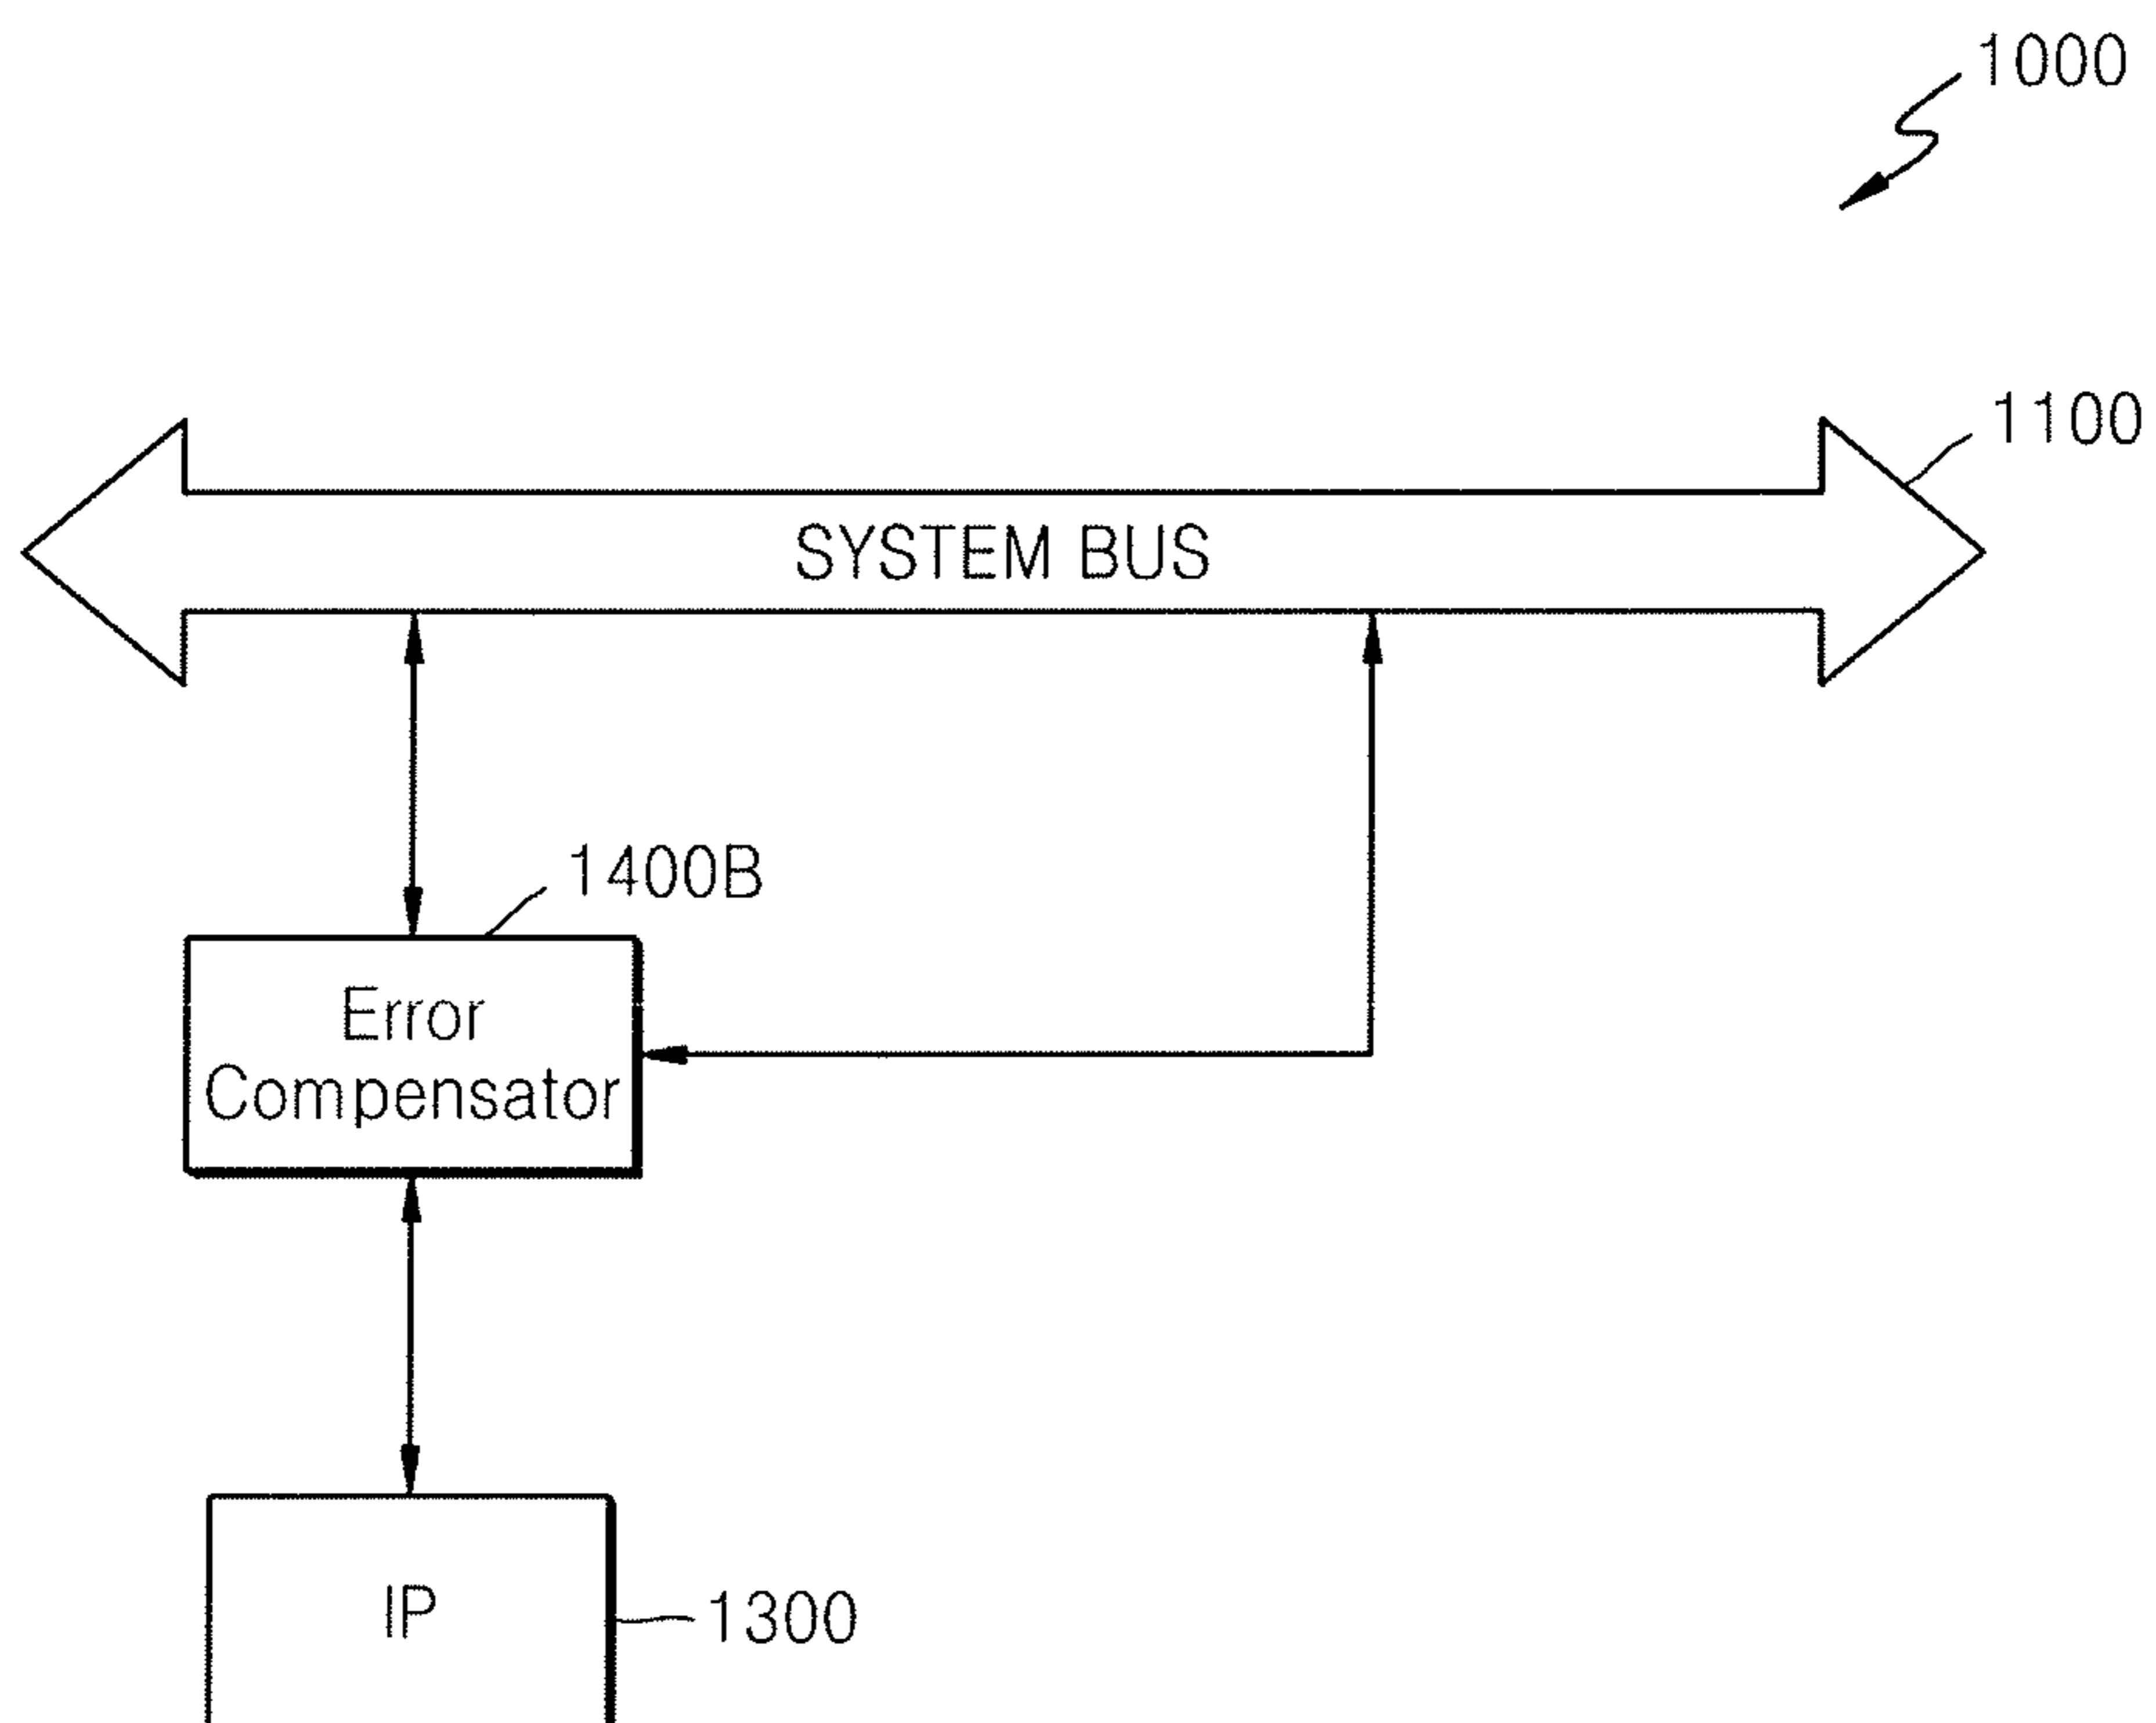 1000
1100
SYSTEM BUS
1400B
Error
Compensator
IP
1300